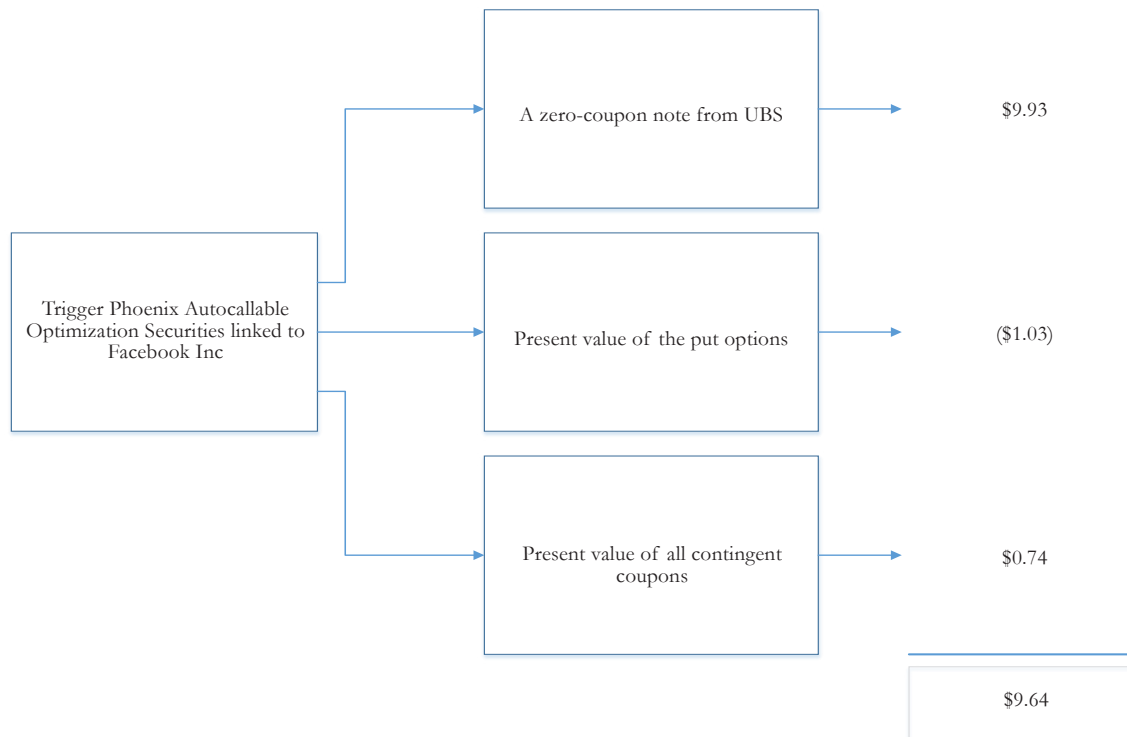 A zero-coupon note from UBS
$9.93
Trigger Phoenix Autocallable
Optimization Securities linked to
Facebook Inc
Present value of the put options
($1.03)
Present value of all contingent
coupons
$0.74
$9.64